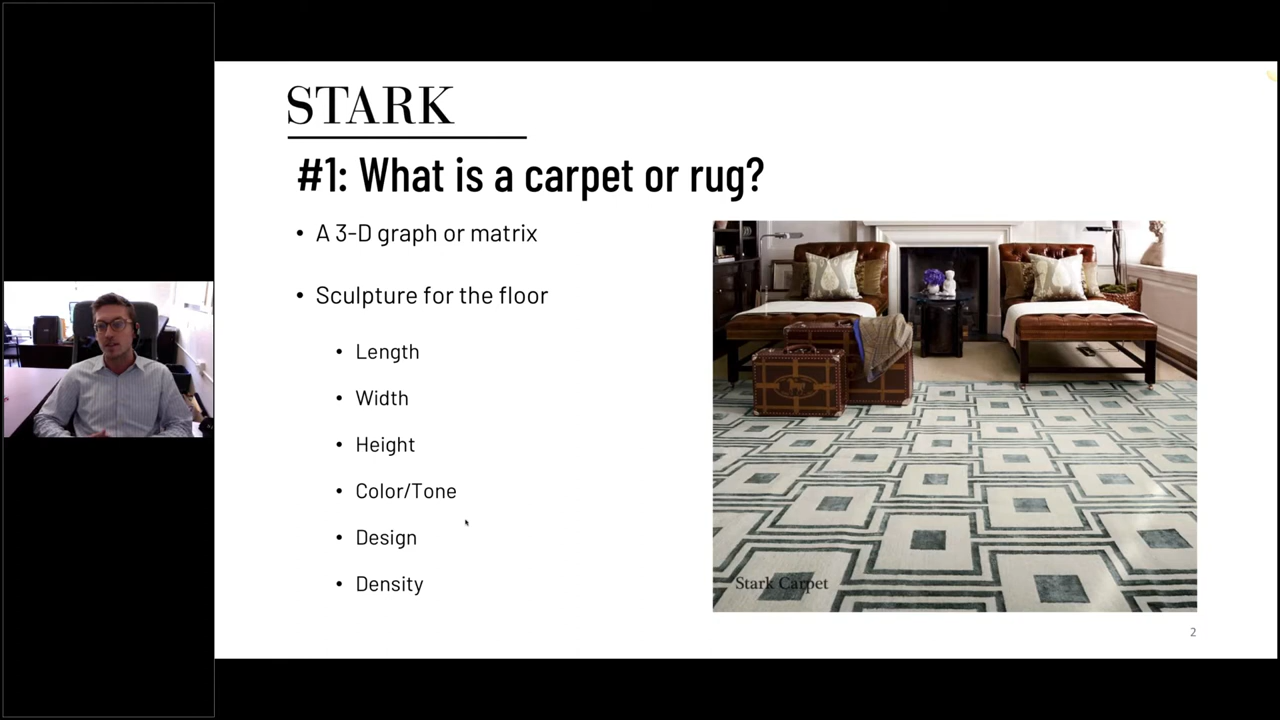 STARK
#1: What is a carpet or rug?
• A 3-D graph or matrix
• Sculpture for the floor
• Length
• Width
• Height
• Color/Tone
• Design
• Density
Stark Carpet
2